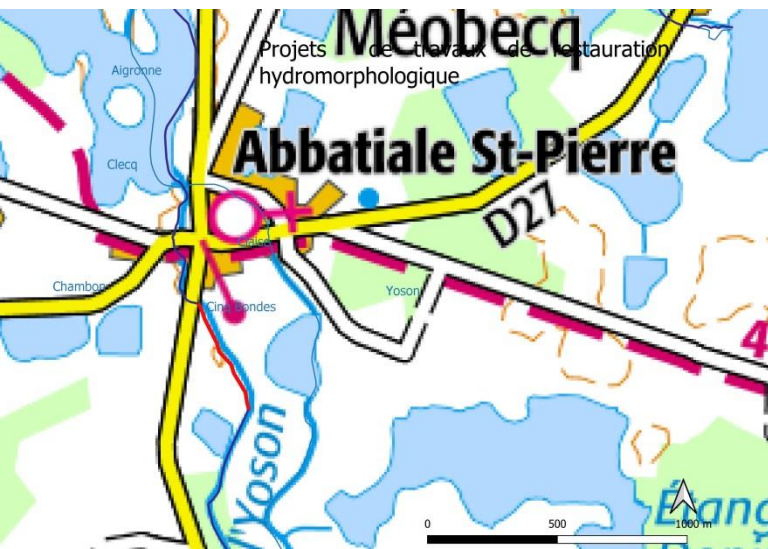 Méobecq
Projets de travaux de restauration
hydromorphologique
Aigronne
Abbatiale St-Pierre
Clecq
D27
Chambon
Yoson
Cinq Bondes
4
l'Yoson
0 500 1000 m
Étang